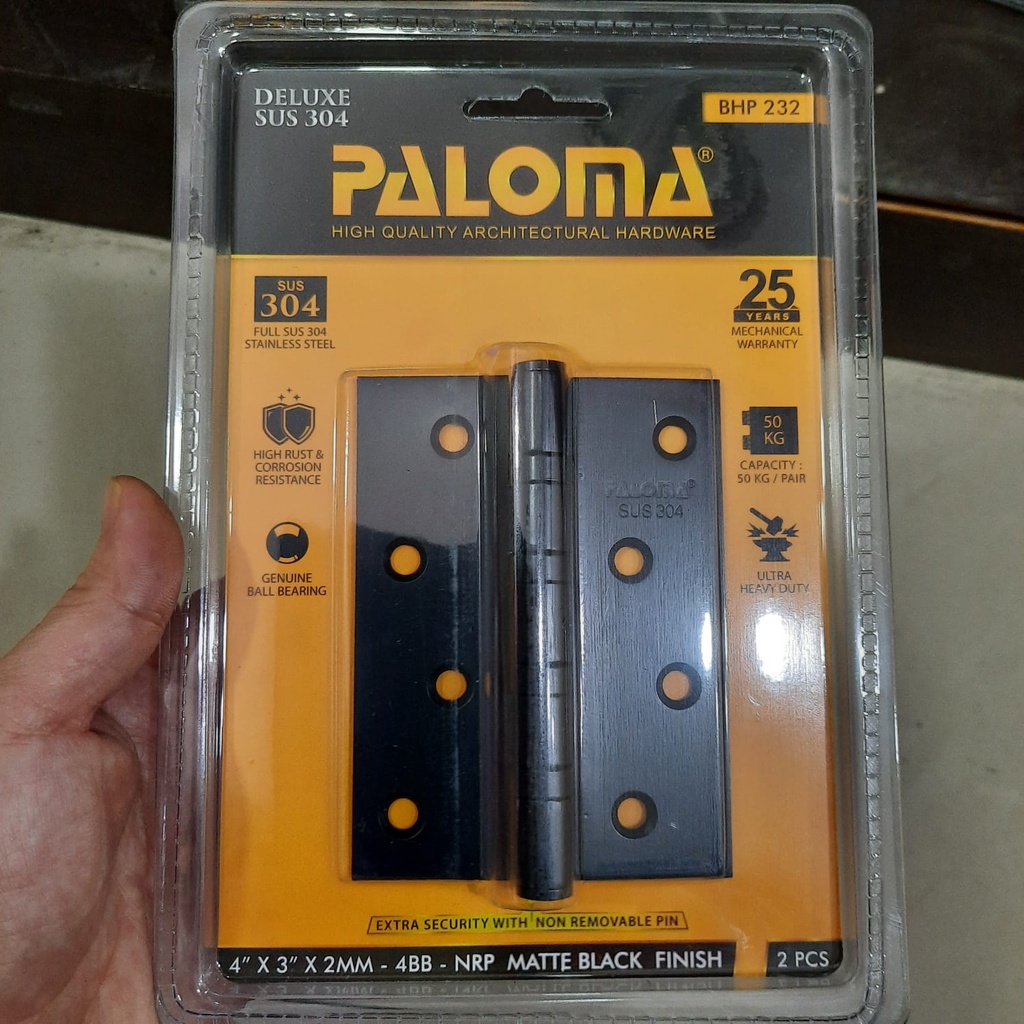 DELUXE
SUS 304
BHP 232
PALOMA®
HIGH QUALITY ARCHITECTURAL HARDWARE
SUS
304
FULL SUS 304
STAINLESS STEEL
25
YEARS
MECHANICAL
WARRANTY
HIGH RUST &
CORROSION
RESISTANCE
50
KG
CAPACITY :
50 KG / PAIR
PALOMA®
SUS 304
GENUINE
BALL BEARING
ULTRA
HEAVY DUTY
EXTRA SECURITY WITH NON REMOVABLE PIN
4" X 3" X 2MM - 4BB - NRP MATTE BLACK FINISH
2 PCS